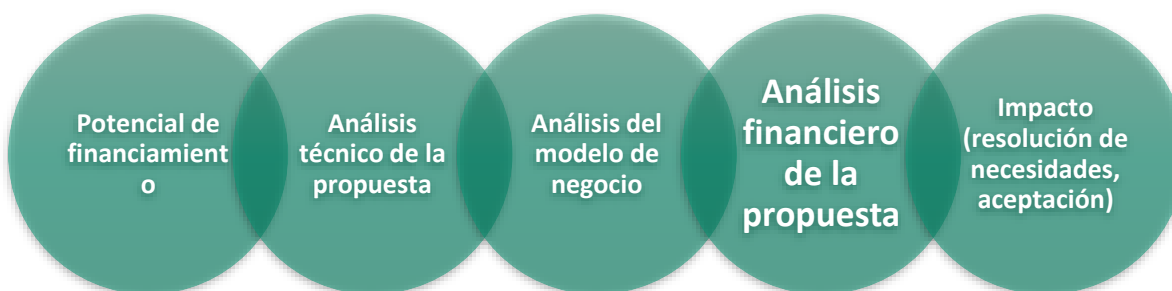 Potencial de
financiamient
o
Análisis
técnico de la
propuesta
Análisis del
modelo de
negocio
Análisis
financiero
de la
propuesta
Impacto
(resolución de
necesidades,
aceptación)